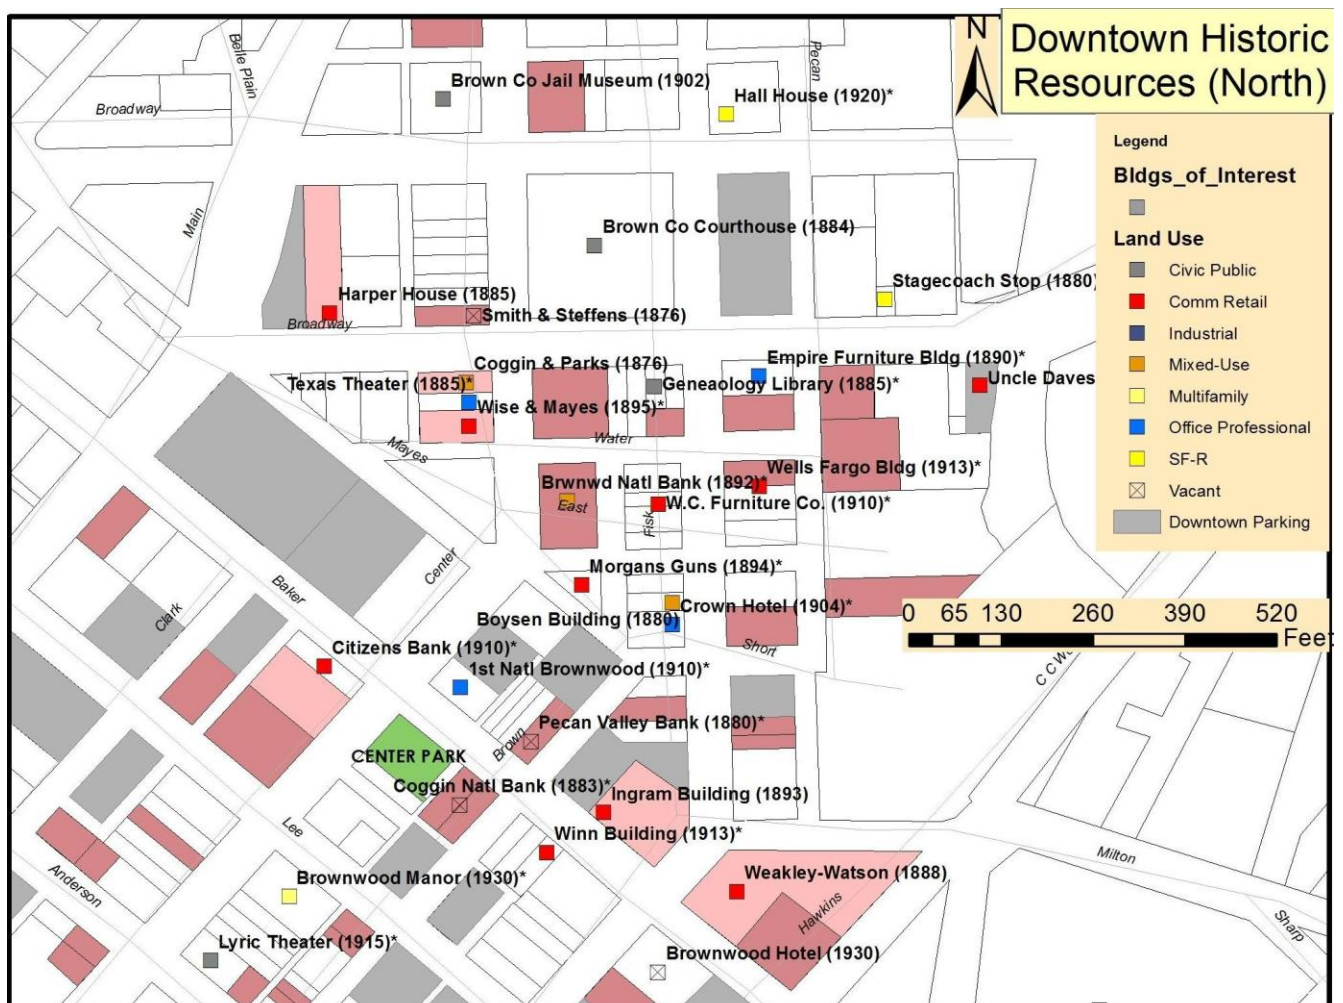 N
Downtown Historic
Resources (North)
Belle Plain
Pecan
Brown Co Jail Museum (1902)
Hall House (1920)*
Broadway
Legend
Bldgs_of_Interest
Land Use
Civic Public
Comm Retail
Industrial
Mixed-Use
Multifamily
Office Professional
SF-R
Vacant
Downtown Parking
Main
Brown Co Courthouse (1884)
Stagecoach Stop (1880)
Harper House (1885)
Broadway
Smith & Steffens (1876)
Coggin & Parks (1876)
Empire Furniture Bldg (1890)*
Texas Theater (1885)*
Geneaology Library (1885)*
Uncle Daves
Wise & Mayes (1895)*
Water
Mayes
Wells Fargo Bldg (1913)*
Brwnwd Natl Bank (1892)*
East
W.C. Furniture Co. (1910)*
Fisk
Center
Morgans Guns (1894)*
Baker
Clark
Crown Hotel (1904)*
0 65 130 260 390 520
Feet
Boysen Building (1880)
Citizens Bank (1910)*
Short
1st Natl Brownwood (1910)*
C C Wo
Pecan Valley Bank (1880)*
Brown
CENTER PARK
Coggin Natl Bank (1883)*
Ingram Building (1893)
Lee
Winn Building (1913)*
Milton
Anderson
Brownwood Manor (1930)*
Weakley-Watson (1888)
Hawkins
Sharp
Lyric Theater (1915)*
Brownwood Hotel (1930)